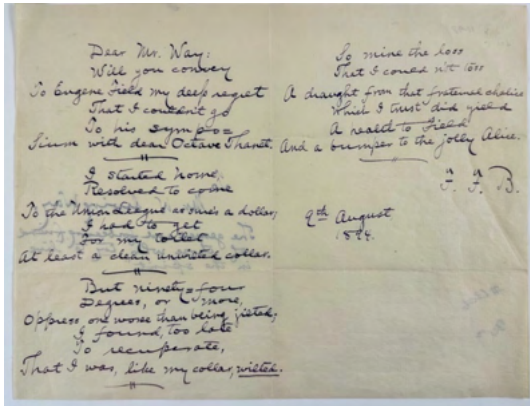 Dear Mr. Way:
Will you convey
To Eugene Field my deep regret
That I couldn't go
To his sympo=
Sium with dear Octave Thanet.
I started home,
Resolved to come
To the Union League as sure's a dollar;
I had to get
For my toilet
At least a clean unwilted collar.
But ninety=four
Degrees, or more,
Oppress one worse than being jilted;
I found, too late
To recuperate,
That I was, like my collar, wilted.
So mine the loss
That I could n't toss
A draught from that fraternal chalice
Which I trust did yield
A health to Field
And a bumper to the jolly Alice.
F. F. B.
9th August
1894.